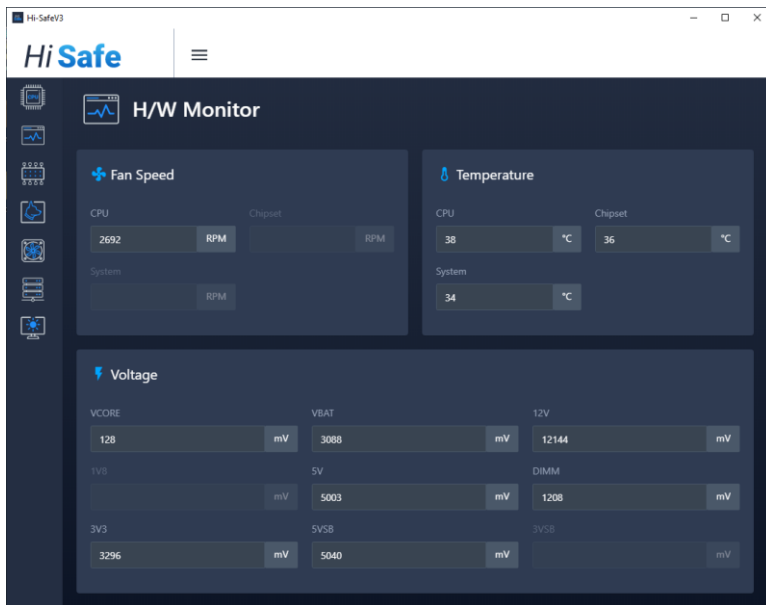 Hi-SafeV3
Hi Safe
CPU
H/W Monitor
Fan Speed
CPU
Chipset
2692 RPM
RPM
System
RPM
Temperature
CPU
Chipset
38 °C
36 °C
System
34 °C
Voltage
VCORE
VBAT
12V
128 mV
3088 mV
12144 mV
1V8
5V
DIMM
mV
5003 mV
1208 mV
3V3
5VSB
3VSB
3296 mV
5040 mV
mV